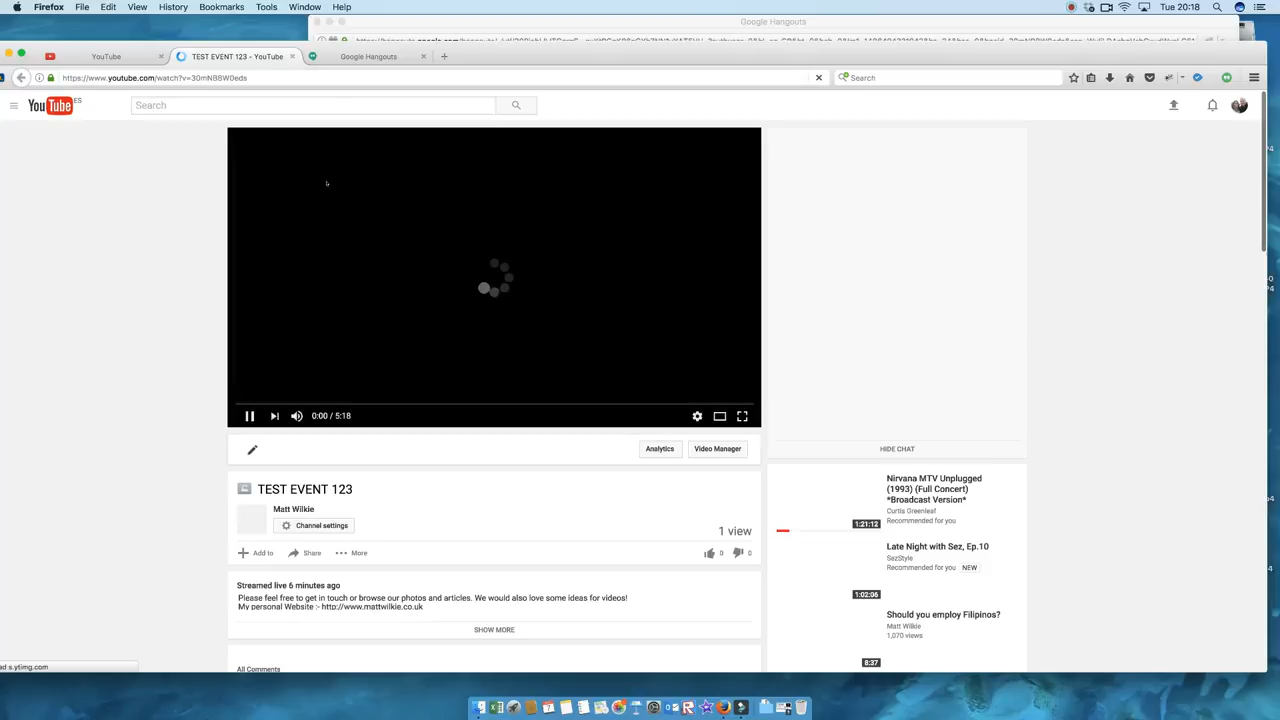 Firefox File Edit View History Bookmarks Tools Window Help Tue 20:18
Google Hangouts
YouTube TEST EVENT 123 - YouTube Google Hangouts
https://www.youtube.com/watch?v=30mNB8W0eds Search
YouTube ES Search
0:00 / 5:18
Analytics Video Manager
HIDE CHAT
TEST EVENT 123
Matt Wilkie
Channel settings
1 view
Add to Share More 0 0
Streamed live 6 minutes ago
Please feel free to get in touch or browse our photos and articles. We would also love some ideas for videos!
My personal Website :- http://www.mattwilkie.co.uk
SHOW MORE
All Comments
Nirvana MTV Unplugged
(1993) (Full Concert)
*Broadcast Version*
Curtis Greenleaf
Recommended for you
1:21:12
Late Night with Sez, Ep.10
SezStyle
Recommended for you NEW
1:02:06
Should you employ Filipinos?
Matt Wilkie
1,070 views
8:37
ad s.ytimg.com